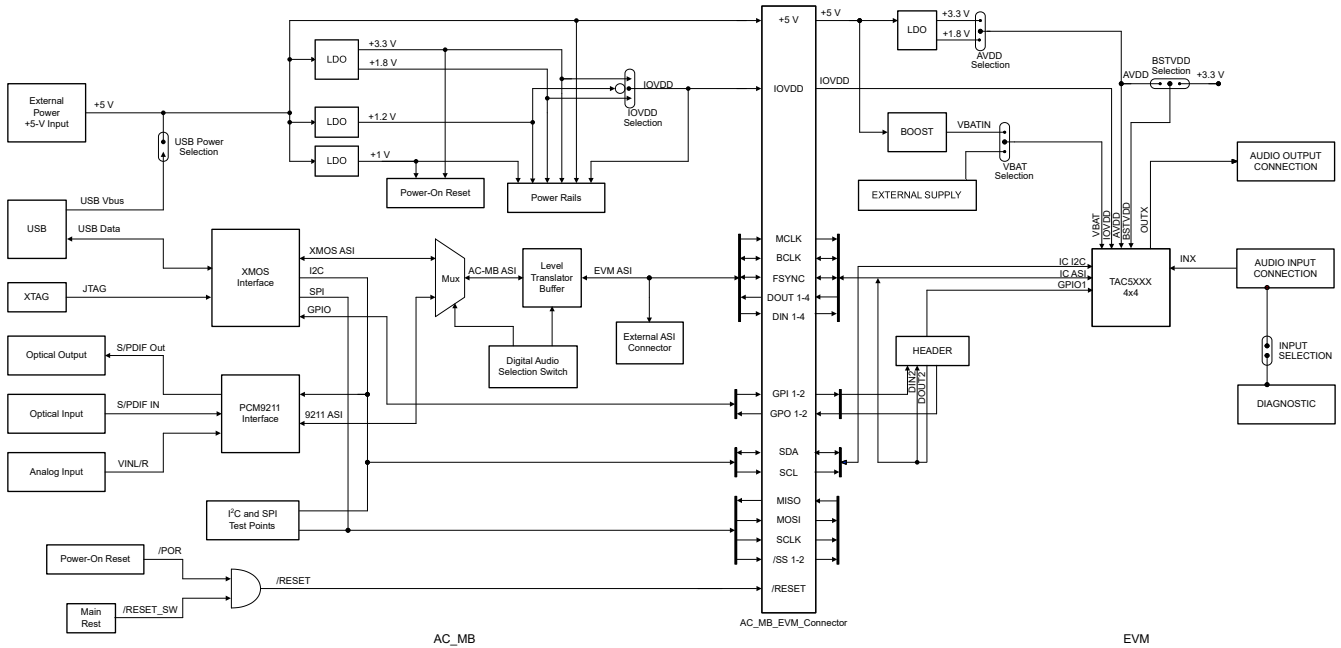 External
Power
+5-V Input
+5 V
USB Power
Selection
USB
USB Vbus
USB Data
XTAG
JTAG
Optical Output
S/PDIF Out
Optical Input
S/PDIF IN
Analog Input
VINL/R
LDO
+3.3 V
+1.8 V
LDO
+1.2 V
LDO
+1 V
Power-On Reset
Power Rails
IOVDD
IOVDD
Selection
XMOS
Interface
XMOS ASI
I2C
SPI
GPIO
PCM9211
Interface
9211 ASI
Mux
AC-MB ASI
Level
Translator
Buffer
EVM ASI
Digital Audio
Selection Switch
External ASI
Connector
I²C and SPI
Test Points
Power-On Reset
/POR
Main
Rest
/RESET_SW
/RESET
AC_MB
+5 V
IOVDD
MCLK
BCLK
FSYNC
DOUT 1-4
DIN 1-4
GPI 1-2
GPO 1-2
SDA
SCL
MISO
MOSI
SCLK
/SS 1-2
/RESET
AC_MB_EVM_Connector
+5 V
IOVDD
LDO
+3.3 V
+1.8 V
AVDD
Selection
BSTVDD
Selection
AVDD
+3.3 V
BOOST
VBATIN
VBAT
Selection
EXTERNAL SUPPLY
VBAT
IOVDD
AVDD
BSTVDD
OUTX
AUDIO OUTPUT
CONNECTION
IC I2C
IC ASI
GPIO1
TAC5XXX
4x4
INX
AUDIO INPUT
CONNECTION
INPUT
SELECTION
DIAGNOSTIC
HEADER
DIN2
DOUT2
EVM